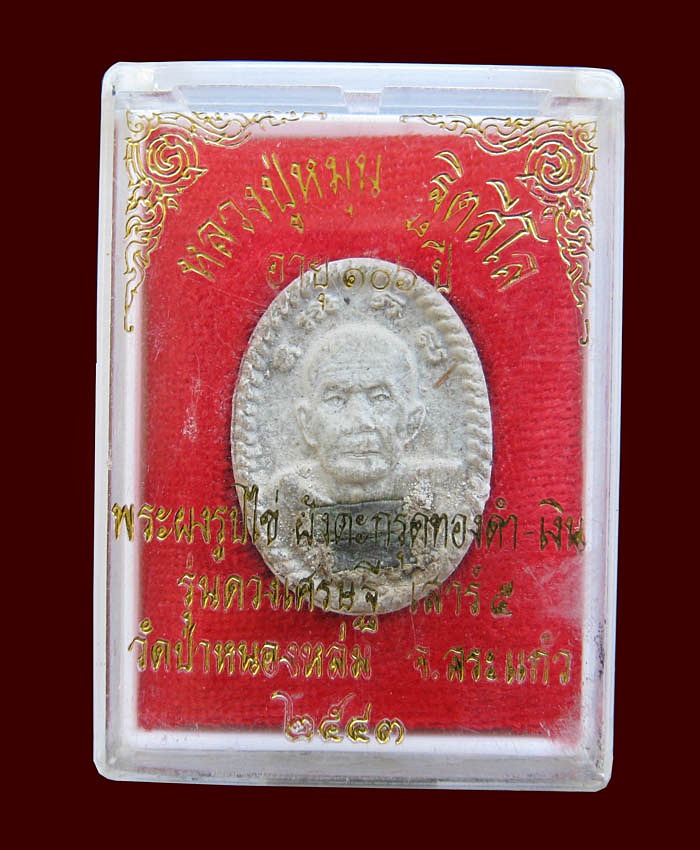 หลวงปู่หมุน ฐิตสีโล
อายุ ๑๐๖ ปี
พระผงรูปไข่ ฝังตะกรุดทองคำ-เงิน
รุ่นดวงเศรษฐี เสาร์ ๕
วัดป่าหนองหล่ม จ.สระแก้ว
๒๕๔๓